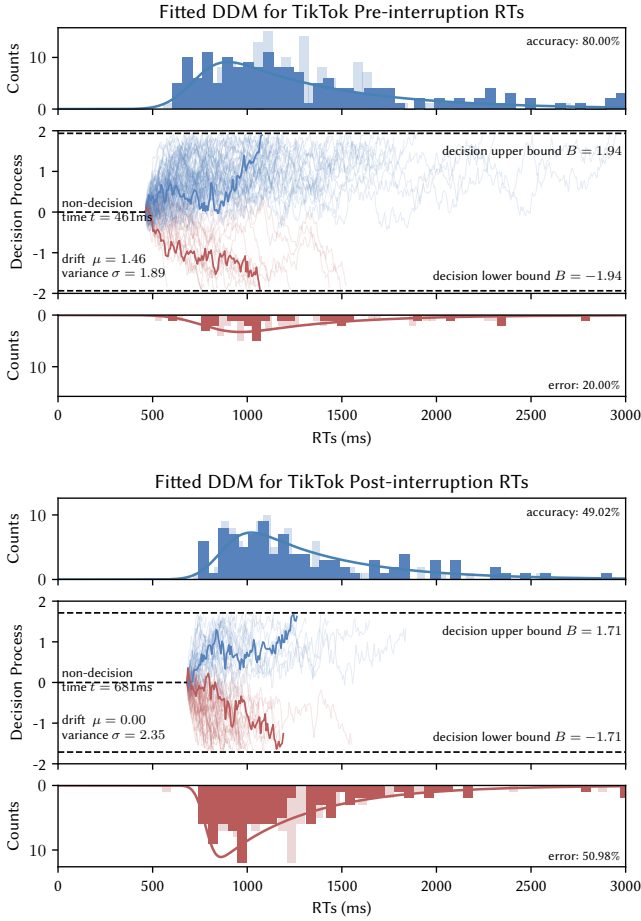 Fitted DDM for TikTok Pre-interruption RTs
Counts
10
0
accuracy: 80.00%
Decision Process
2
1
0
-1
-2
decision upper bound B = 1.94
non-decision
time t = 461ms
drift μ = 1.46
variance σ = 1.89
decision lower bound B = −1.94
Counts
0
10
error: 20.00%
0 500 1000 1500 2000 2500 3000
RTs (ms)
Fitted DDM for TikTok Post-interruption RTs
Counts
10
0
accuracy: 49.02%
Decision Process
2
1
0
-1
-2
decision upper bound B = 1.71
non-decision
time t = 681ms
drift μ = 0.00
variance σ = 2.35
decision lower bound B = −1.71
Counts
0
10
error: 50.98%
0 500 1000 1500 2000 2500 3000
RTs (ms)